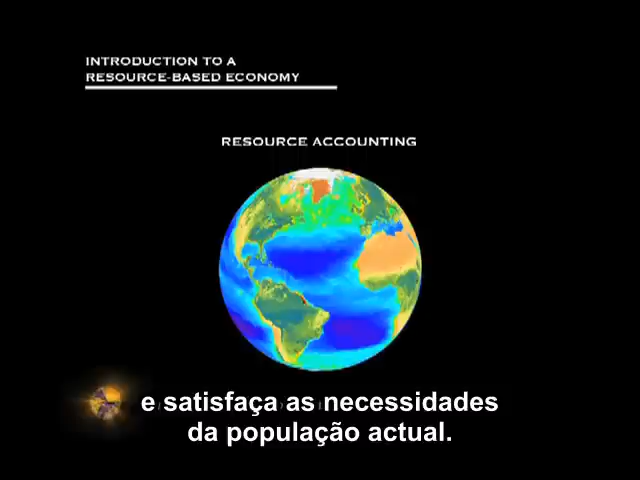 INTRODUCTION TO A
RESOURCE-BASED ECONOMY
RESOURCE ACCOUNTING
e satisfaça as necessidades
da população actual.